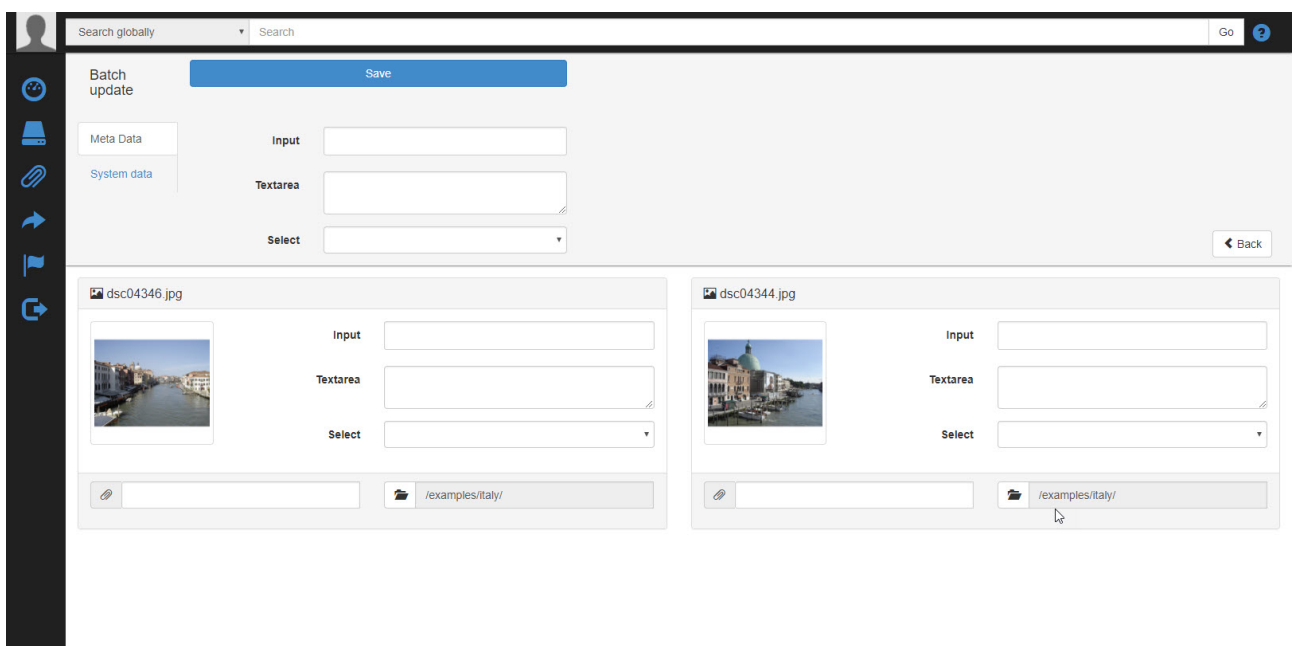 Search globally Search Go ?
Batch
update
Save
Meta Data
System data
Input
Textarea
Select
Back
dsc04346.jpg
Input
Textarea
Select
/examples/italy/
dsc04344.jpg
Input
Textarea
Select
/examples/italy/